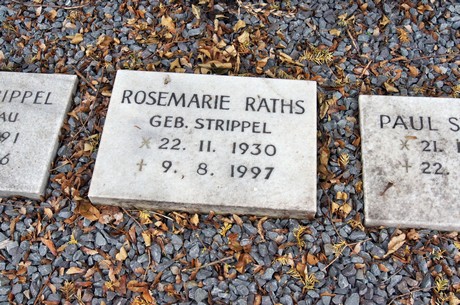 RIPPEL
AU
91
6
ROSEMARIE RATHS
GEB. STRIPPEL
22. 11. 1930
† 9. 8. 1997
PAUL S
21
† 22.